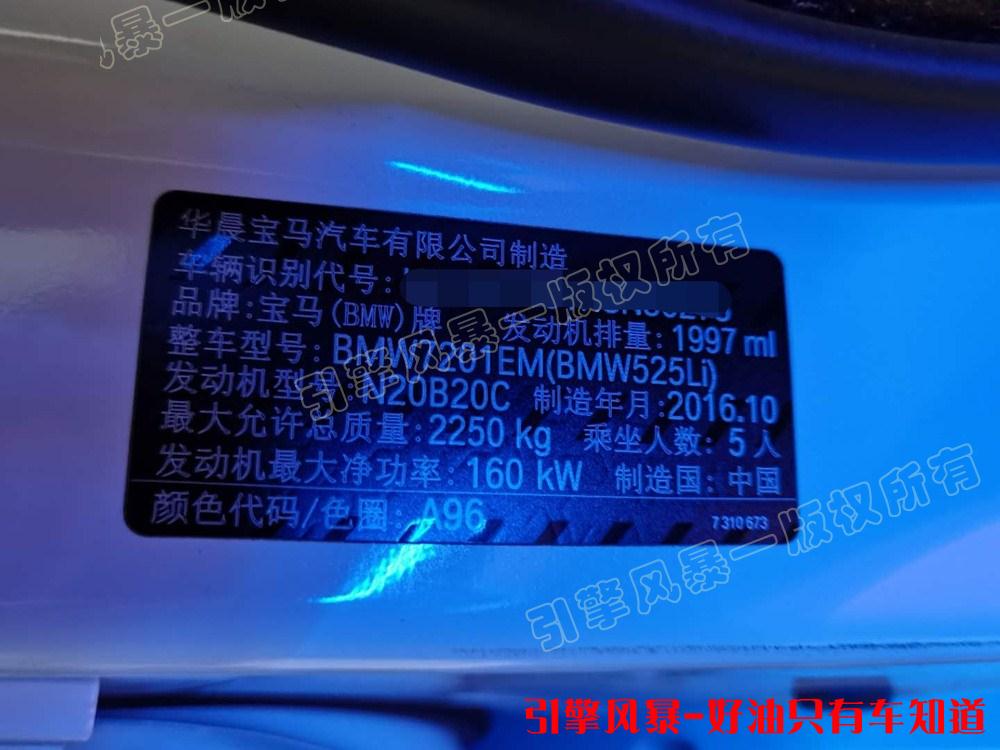 引擎风暴一版权所有
华晨宝马汽车有限公司制造
车辆识别代号:
品牌: 宝马(BMW)牌 发动机排量: 1997 ml
整车型号: BMW7201EM(BMW525Li)
发动机型号: N20B20C 制造年月: 2016.10
最大允许总质量: 2250 kg 乘坐人数: 5 人
发动机最大净功率: 160 kW 制造国: 中国
颜色代码/色圈: A96 7 310 673
引擎风暴一版权所有
引擎风暴一版权所有
引擎风暴-好油只有车知道